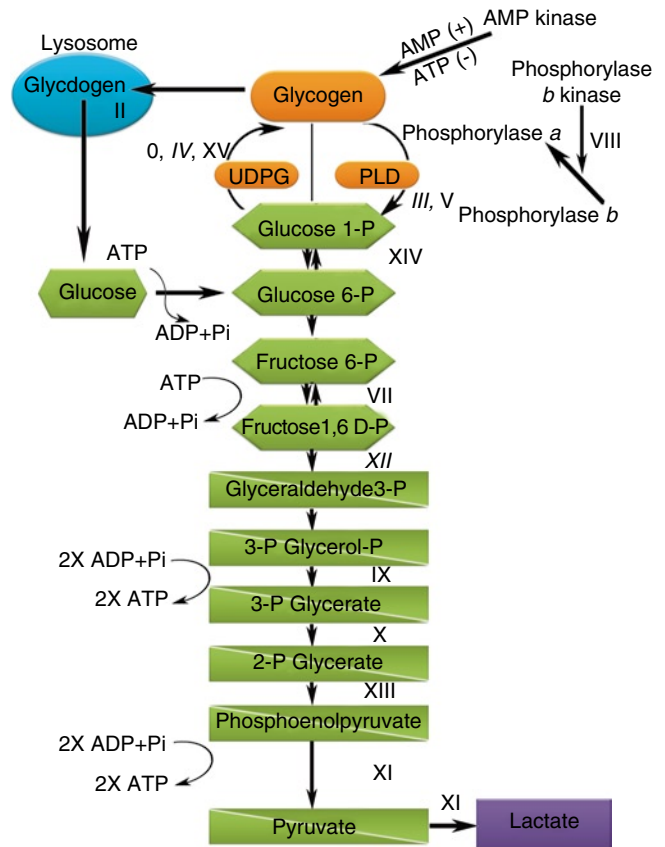 AMP kinase
AMP (+)
ATP (-)
Lysosome
Glycdogen
II
Glycogen
Phosphorylase
b kinase
Phosphorylase a
VIII
0, IV, XV
UDPG
PLD
III, V
Phosphorylase b
Glucose 1-P
XIV
ATP
Glucose
Glucose 6-P
ADP+Pi
Fructose 6-P
ATP
VII
ADP+Pi
Fructose1,6 D-P
XII
Glyceraldehyde3-P
3-P Glycerol-P
2X ADP+Pi
IX
2X ATP
3-P Glycerate
X
2-P Glycerate
XIII
Phosphoenolpyruvate
2X ADP+Pi
XI
2X ATP
XI
Pyruvate
Lactate